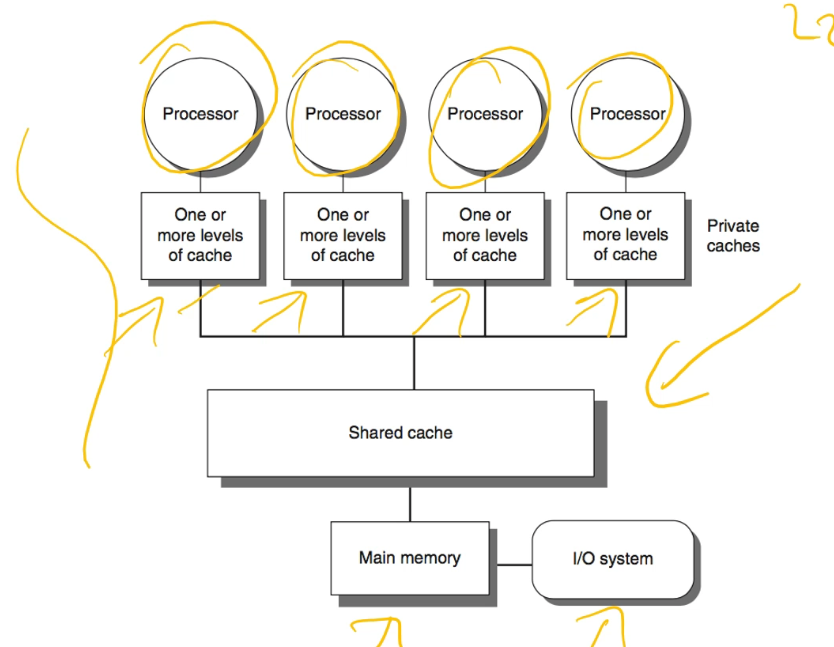 Processor
Processor
Processor
Processor
One or
more levels
of cache
One or
more levels
of cache
One or
more levels
of cache
One or
more levels
of cache
Private
caches
Shared cache
Main memory
I/O system